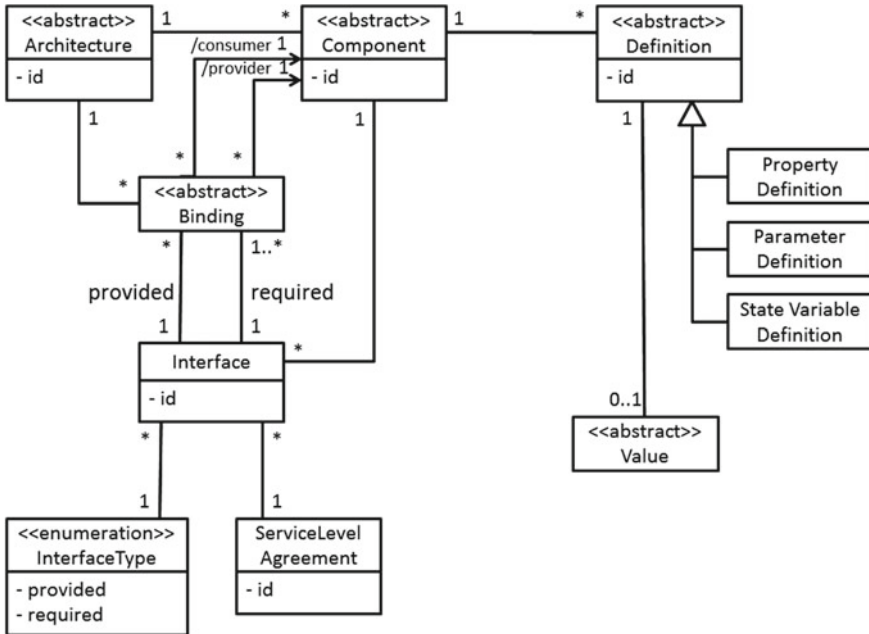 <<abstract>>
Architecture
- id
1
*
/consumer 1
/provider 1
<<abstract>>
Component
- id
1
*
<<abstract>>
Definition
- id
1
1
1
*
*
*
<<abstract>>
Binding
Property
Definition
*
1..*
Parameter
Definition
provided
required
State Variable
Definition
1
1
Interface
- id
*
*
*
0..1
<<abstract>>
Value
1
1
<<enumeration>>
InterfaceType
- provided
- required
ServiceLevel
Agreement
- id